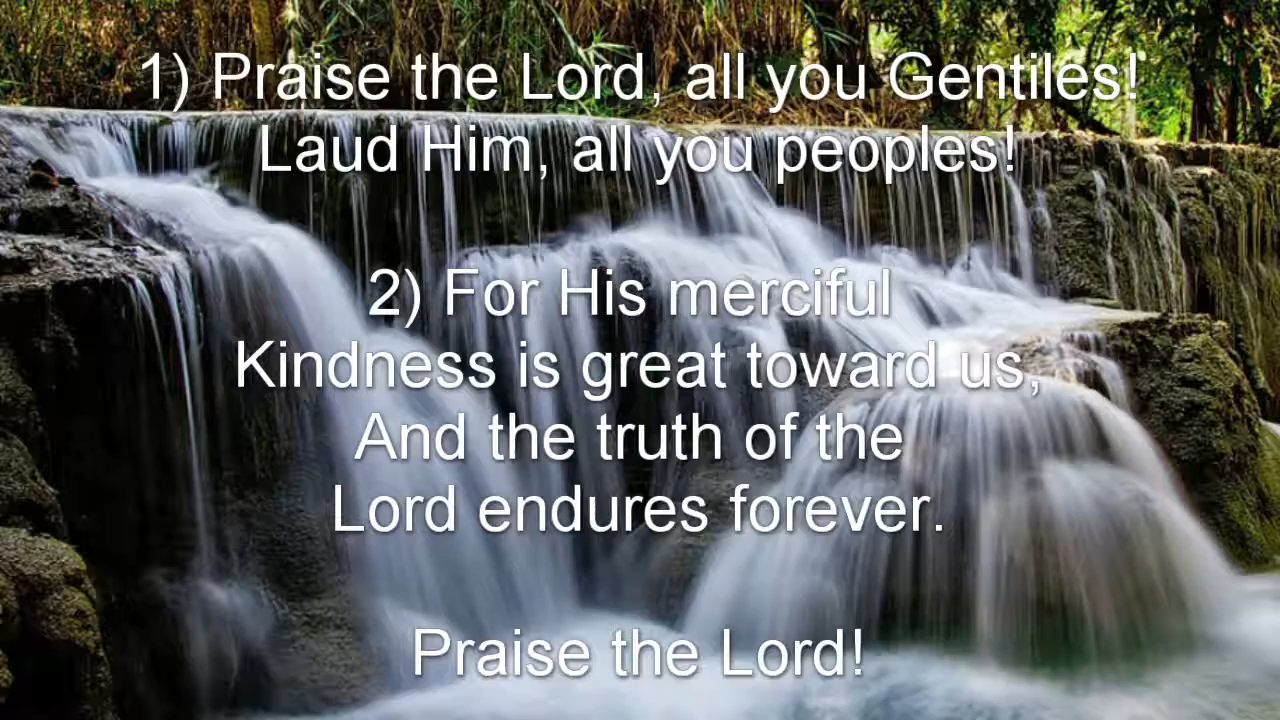 1) Praise the Lord, all you Gentiles!
Laud Him, all you peoples!
2) For His merciful
Kindness is great toward us,
And the truth of the
Lord endures forever.
Praise the Lord!